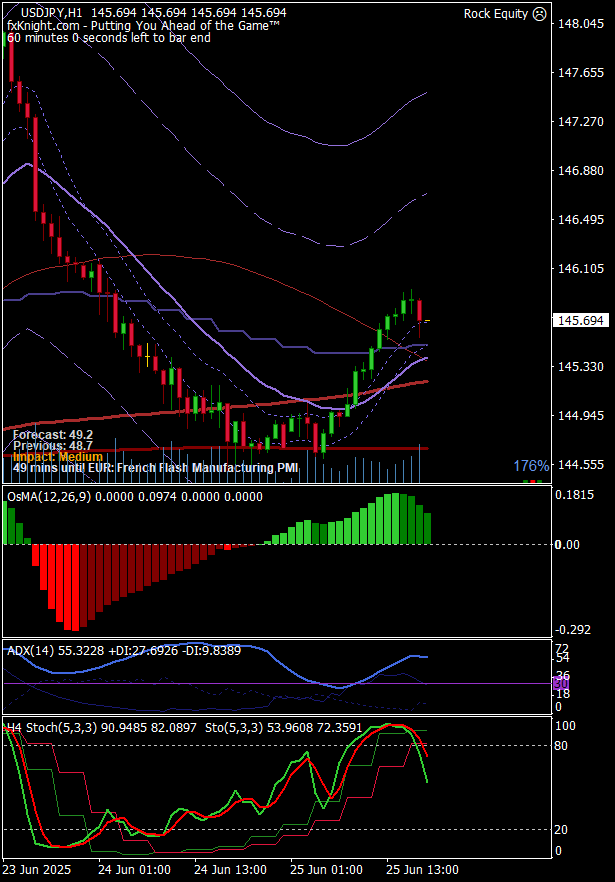 USDJPY,H1 145.694 145.694 145.694 145.694
Rock Equity
fxKnight.com - Putting You Ahead of the Game™
60 minutes 0 seconds left to bar end
148.045
147.655
147.270
146.880
146.495
146.105
145.694
145.330
144.945
144.555
Forecast: 49.2
Previous: 48.7
Impact: Medium
49 mins until EUR: French Flash Manufacturing PMI
176%
OsMA(12,26,9) 0.0000 0.0974 0.0000 0.0000
0.1815
0.00
-0.292
ADX(14) 55.3228 +DI:27.6926 -DI:9.8389
72
54
36
30
18
0
H4 Stoch(5,3,3) 90.9485 82.0897 Sto(5,3,3) 53.9608 72.3591
100
80
20
0
23 Jun 2025
24 Jun 01:00
24 Jun 13:00
25 Jun 01:00
25 Jun 13:00